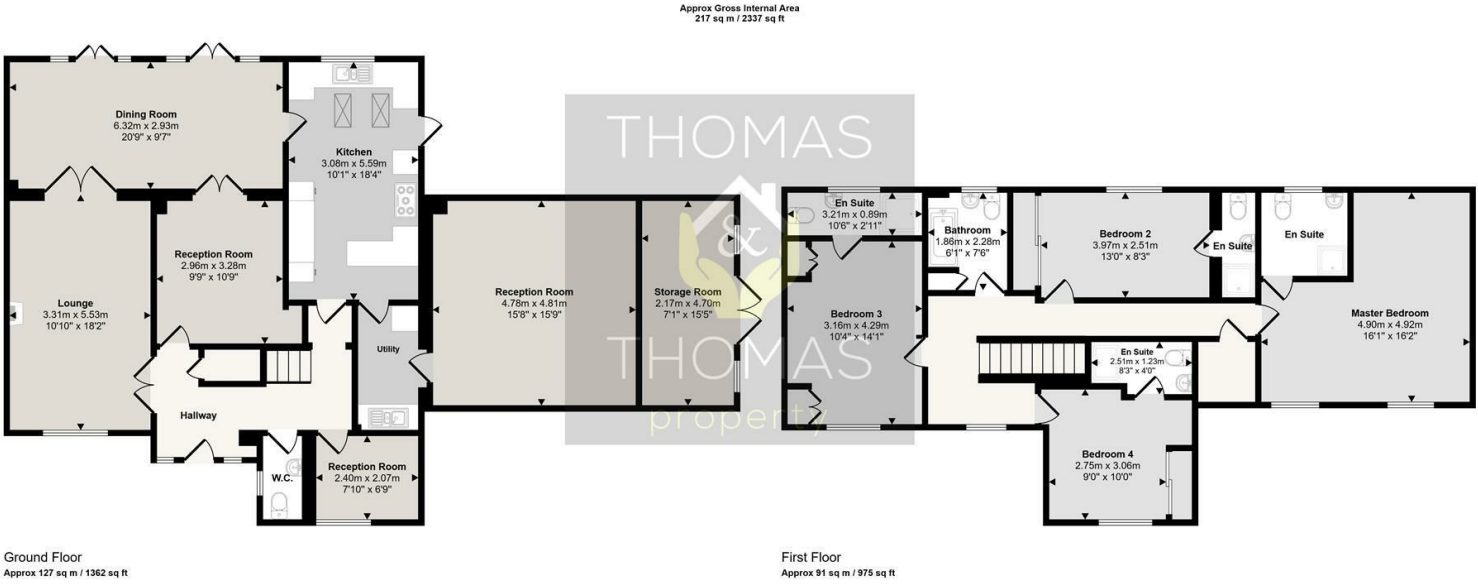 Approx Gross Internal Area
217 sq m / 2337 sq ft
Dining Room
6.32m x 2.93m
20'9" x 9'7"
Kitchen
3.08m x 5.59m
10'1" x 18'4"
Reception Room
2.96m x 3.28m
9'9" x 10'9"
Lounge
3.31m x 5.53m
10'10" x 18'2"
Utility
Hallway
W.C.
Reception Room
2.40m x 2.07m
7'10" x 6'9"
Reception Room
4.78m x 4.81m
15'8" x 15'9"
Storage Room
2.17m x 4.70m
7'1" x 15'5"
THOMAS
&
THOMAS
property
En Suite
3.21m x 0.89m
10'6" x 2'11"
Bathroom
1.86m x 2.28m
6'1" x 7'6"
Bedroom 2
3.97m x 2.51m
13'0" x 8'3"
En Suite
En Suite
Bedroom 3
3.16m x 4.29m
10'4" x 14'1"
Master Bedroom
4.90m x 4.92m
16'1" x 16'2"
En Suite
2.51m x 1.23m
8'3" x 4'0"
Bedroom 4
2.75m x 3.06m
9'0" x 10'0"
Ground Floor
Approx 127 sq m / 1362 sq ft
First Floor
Approx 91 sq m / 975 sq ft